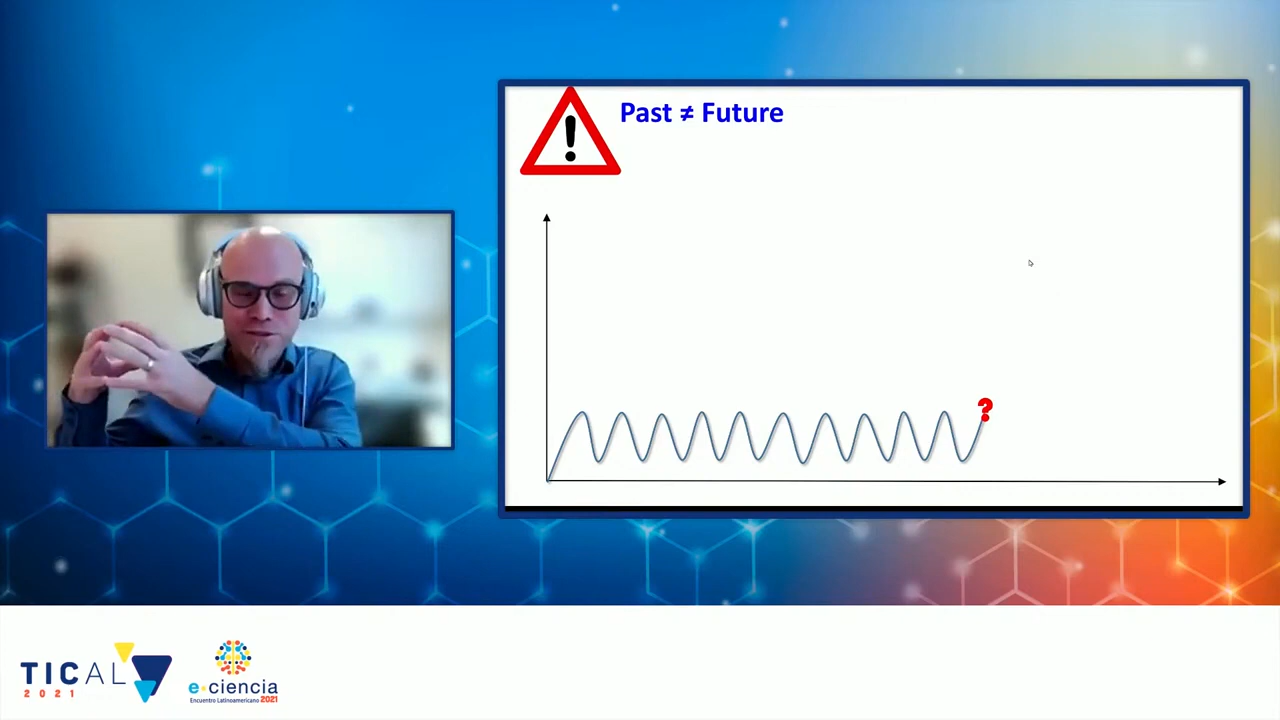 Past ≠ Future
?
TICAL
2021
e·ciencia
Encuentro Latinoamericano 2021